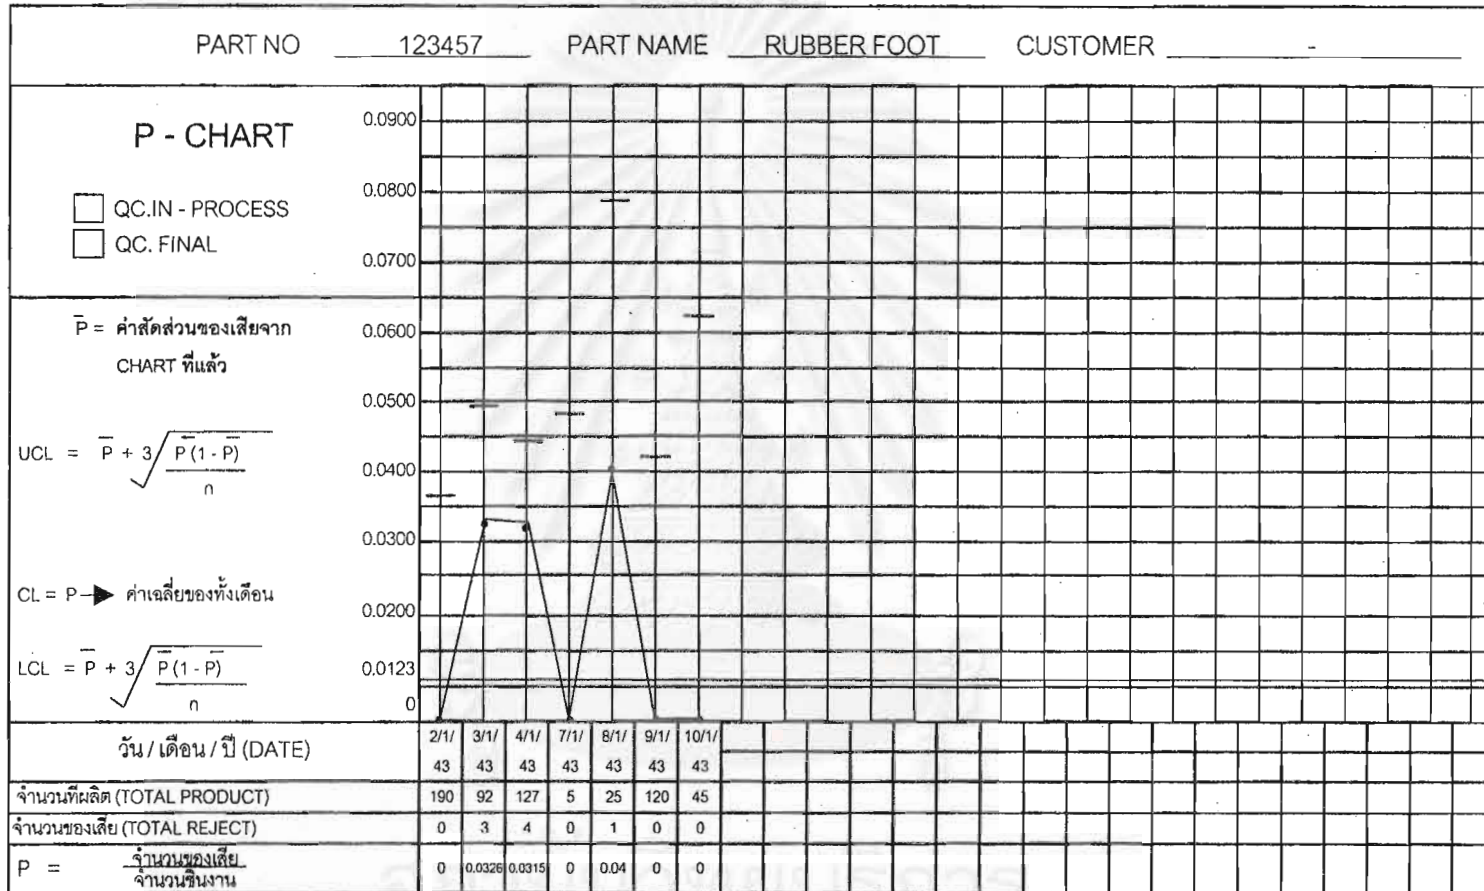 PART NO 123457 PART NAME RUBBER FOOT CUSTOMER -
P - CHART
QC.IN - PROCESS
QC. FINAL
0.0900
0.0800
0.0700
0.0600
0.0500
0.0400
0.0300
0.0200
0.0123
0
P̅ = ค่าสัดส่วนของเสียจาก
CHART ที่แล้ว
UCL = P̅ + 3√ P̅ (1 - P̅)
n
CL = P → ค่าเฉลี่ยของทั้งเดือน
LCL = P̅ + 3√ P̅ (1 - P̅)
n
วัน / เดือน / ปี (DATE) 2/1/ 3/1/ 4/1/ 7/1/ 8/1/ 9/1/ 10/1/
43 43 43 43 43 43 43
จำนวนที่ผลิต (TOTAL PRODUCT) 190 92 127 5 25 120 45
จำนวนของเสีย (TOTAL REJECT) 0 3 4 0 1 0 0
P = จำนวนของเสีย 0 0.0326 0.0315 0 0.04 0 0
จำนวนชิ้นงาน